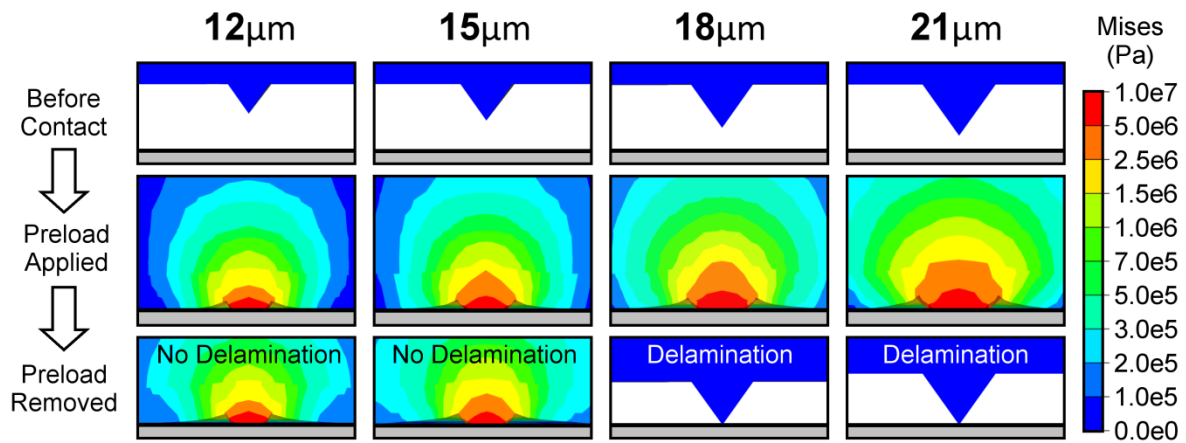 12μm 15μm 18μm 21μm
Mises
(Pa)
Before
Contact
Preload
Applied
Preload
Removed
No Delamination No Delamination Delamination Delamination
1.0e7
5.0e6
2.5e6
1.5e6
1.0e6
7.0e5
5.0e5
3.0e5
2.0e5
1.0e5
0.0e0